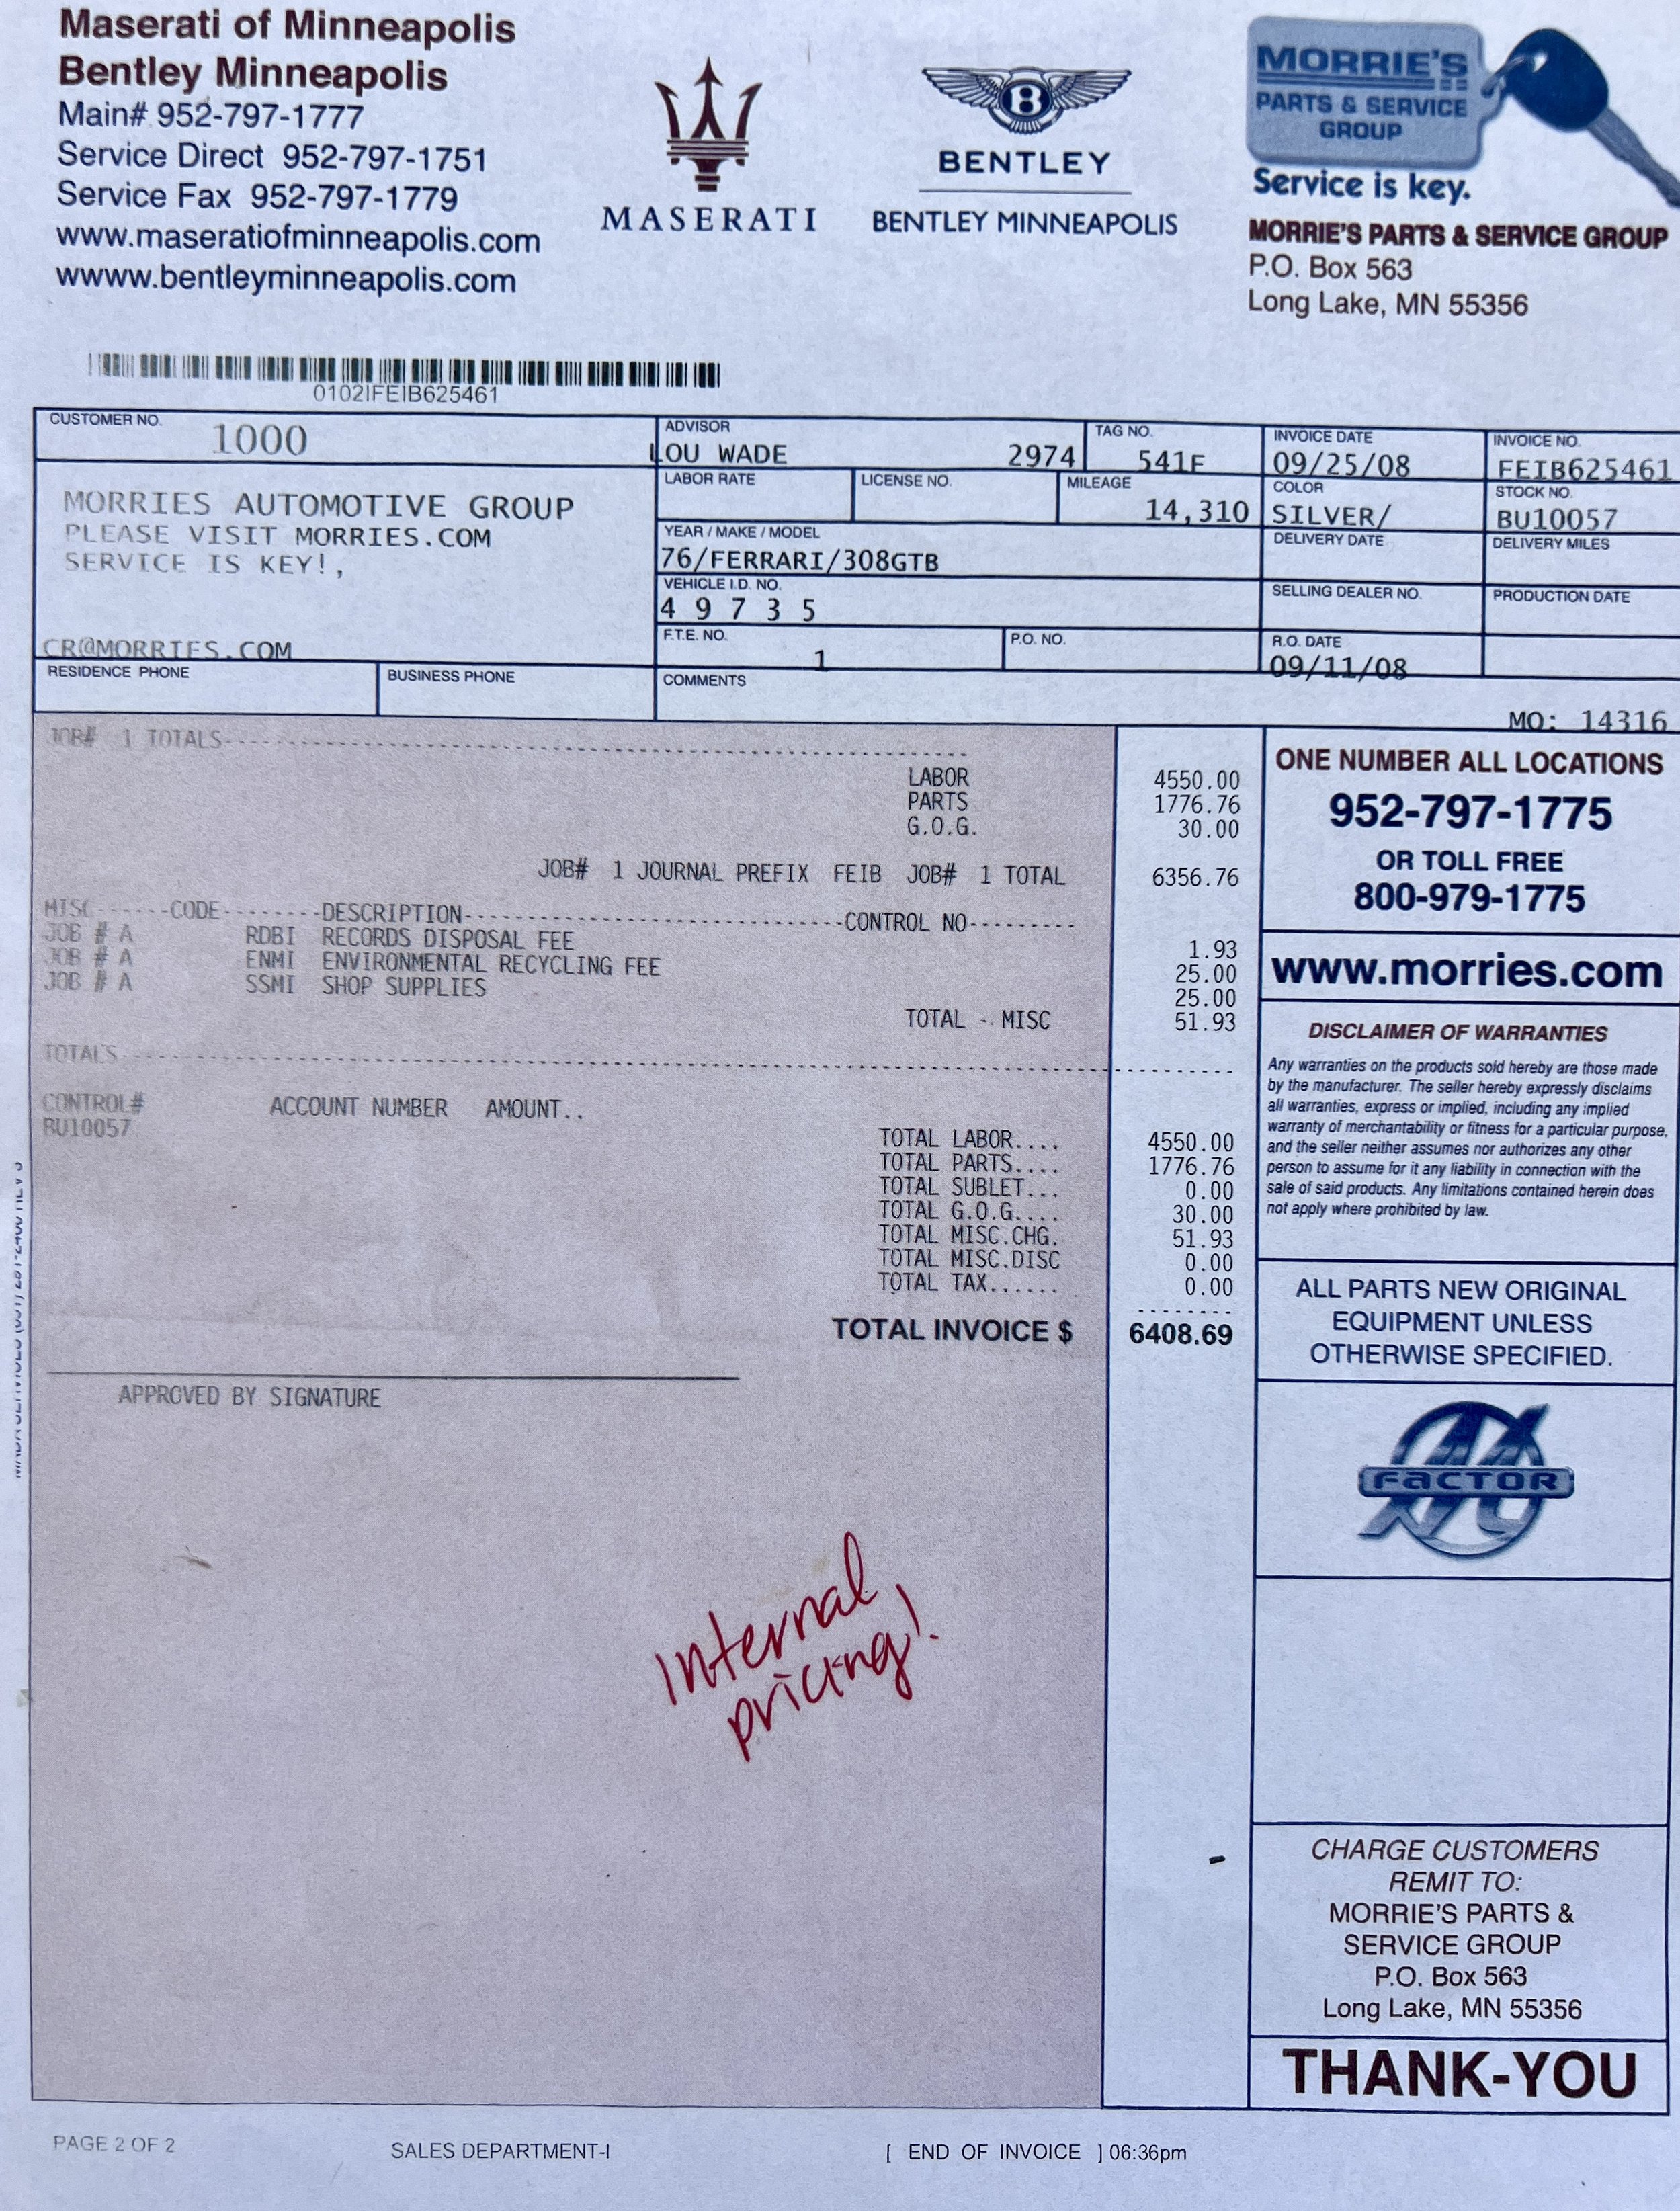 Maserati of Minneapolis
Bentley Minneapolis
Main# 952-797-1777
Service Direct 952-797-1751
Service Fax 952-797-1779
www.maseratiofminneapolis.com
wwww.bentleyminneapolis.com
MASERATI
B
BENTLEY
BENTLEY MINNEAPOLIS
MORRIE'S
PARTS & SERVICE
GROUP
Service is key.
MORRIE'S PARTS & SERVICE GROUP
P.O. Box 563
Long Lake, MN 55356
0102IFEIB625461
CUSTOMER NO. 1000
ADVISOR
LOU WADE 2974
TAG NO.
541F
INVOICE DATE
09/25/08
INVOICE NO.
FEIB625461
MORRIES AUTOMOTIVE GROUP
PLEASE VISIT MORRIES.COM
SERVICE IS KEY!,
CR@MORRIES.COM
LABOR RATE
LICENSE NO.
MILEAGE
14,310
COLOR
SILVER/
STOCK NO.
BU10057
YEAR / MAKE / MODEL
76/FERRARI/308GTB
DELIVERY DATE
DELIVERY MILES
VEHICLE I.D. NO.
4 9 7 3 5
SELLING DEALER NO.
PRODUCTION DATE
F.T.E. NO.
1
P.O. NO.
R.O. DATE
09/11/08
RESIDENCE PHONE
BUSINESS PHONE
COMMENTS
MO: 14316
JOB# 1 TOTALS--------------------
LABOR 4550.00
PARTS 1776.76
G.O.G. 30.00
JOB# 1 JOURNAL PREFIX FEIB JOB# 1 TOTAL 6356.76
MISC------CODE--------DESCRIPTION--------------------CONTROL NO---------
JOB # A RDBI RECORDS DISPOSAL FEE 1.93
JOB # A ENMI ENVIRONMENTAL RECYCLING FEE 25.00
JOB # A SSMI SHOP SUPPLIES 25.00
TOTAL - MISC 51.93
TOTALS--------------------
CONTROL# ACCOUNT NUMBER AMOUNT..
BU10057
TOTAL LABOR.... 4550.00
TOTAL PARTS.... 1776.76
TOTAL SUBLET... 0.00
TOTAL G.O.G.... 30.00
TOTAL MISC.CHG. 51.93
TOTAL MISC.DISC 0.00
TOTAL TAX...... 0.00
TOTAL INVOICE $ 6408.69
APPROVED BY SIGNATURE
Internal
pricing!
ONE NUMBER ALL LOCATIONS
952-797-1775
OR TOLL FREE
800-979-1775
www.morries.com
DISCLAIMER OF WARRANTIES
Any warranties on the products sold hereby are those made
by the manufacturer. The seller hereby expressly disclaims
all warranties, express or implied, including any implied
warranty of merchantability or fitness for a particular purpose,
and the seller neither assumes nor authorizes any other
person to assume for it any liability in connection with the
sale of said products. Any limitations contained herein does
not apply where prohibited by law.
ALL PARTS NEW ORIGINAL
EQUIPMENT UNLESS
OTHERWISE SPECIFIED.
M FACTOR
CHARGE CUSTOMERS
REMIT TO:
MORRIE'S PARTS &
SERVICE GROUP
P.O. Box 563
Long Lake, MN 55356
THANK-YOU
PAGE 2 OF 2 SALES DEPARTMENT-I [ END OF INVOICE ] 06:36pm